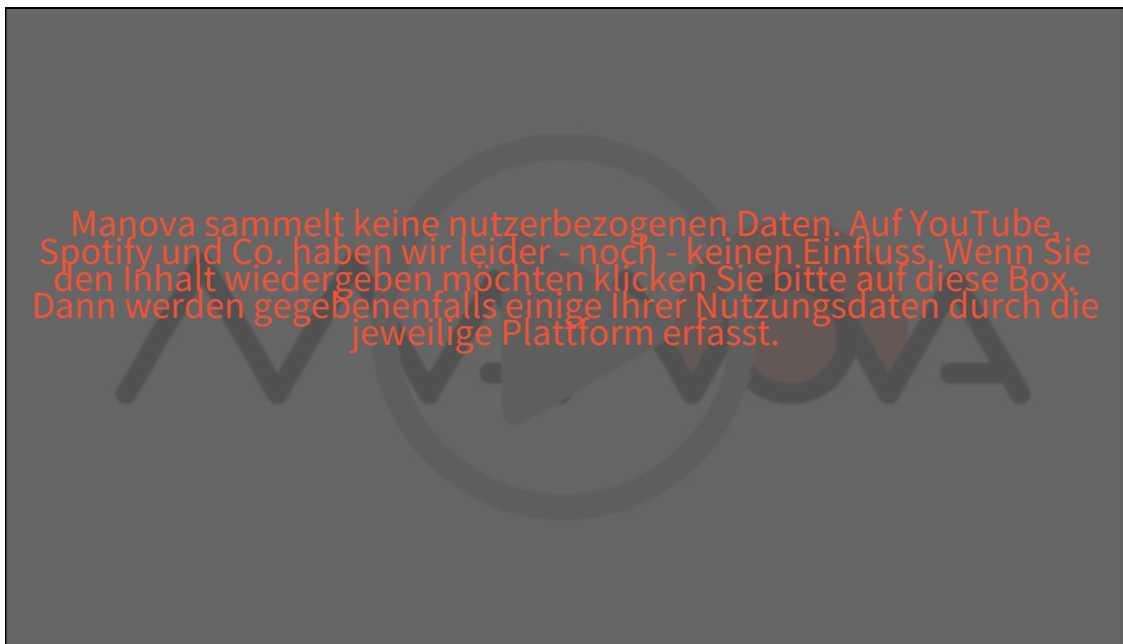 Manova sammelt keine nutzerbezogenen Daten. Auf YouTube,
Spotify und Co. haben wir leider - noch - keinen Einfluss. Wenn Sie
den Inhalt wiedergeben möchten klicken Sie bitte auf diese Box.
Dann werden gegebenenfalls einige Ihrer Nutzungsdaten durch die
jeweilige Plattform erfasst.
MANOVA